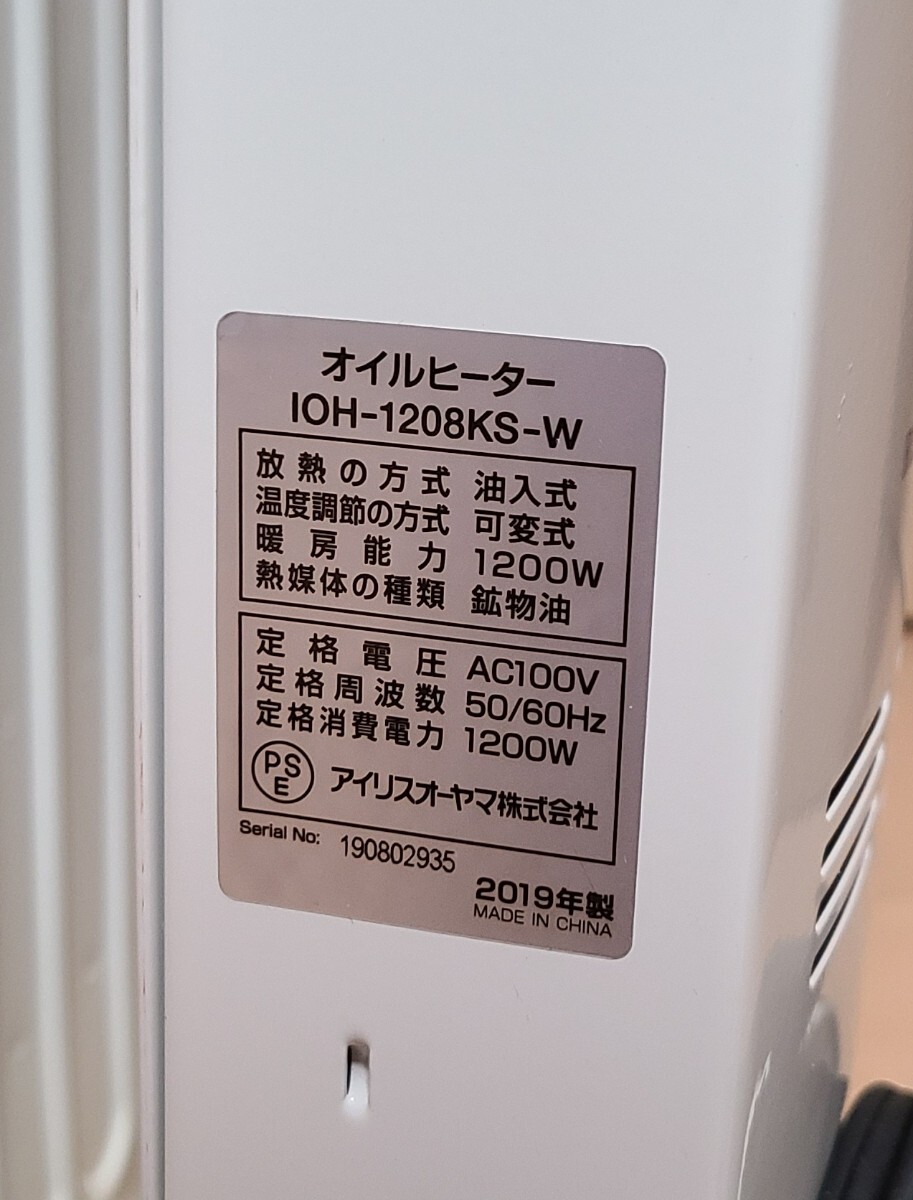 オイルヒーター
IOH-1208KS-W
放熱の方式 油入式
温度調節の方式 可変式
暖房能力 1200W
熱媒体の種類 鉱物油
定格電圧 AC100V
定格周波数 50/60Hz
定格消費電力 1200W
PS
E
アイリスオーヤマ株式会社
Serial No: 190802935
2019年製
MADE IN CHINA